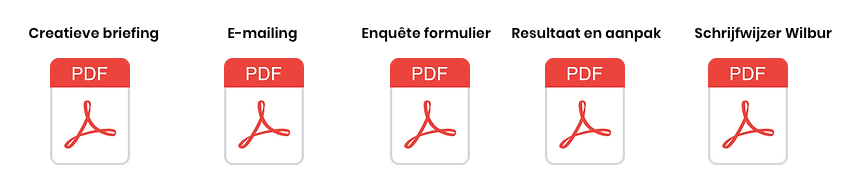 Creatieve briefing E-mailing Enquête formulier Resultaat en aanpak Schrijfwijzer Wilbur
PDF PDF PDF PDF PDF